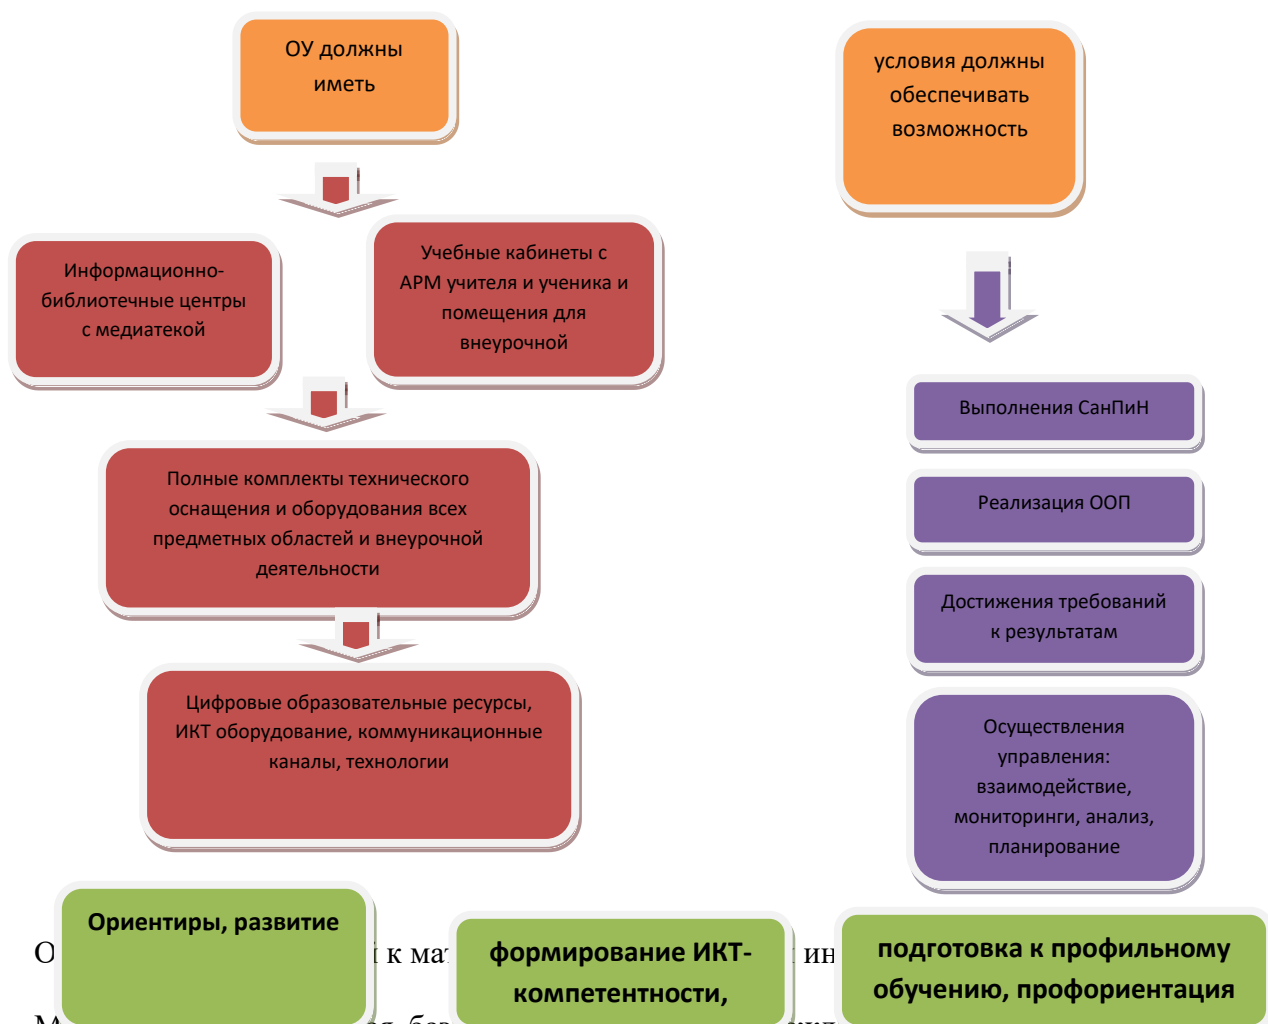 ОУ должны
иметь
условия должны
обеспечивать
возможность
Информационно-
библиотечные центры
с медиатекой
Учебные кабинеты с
АРМ учителя и ученика и
помещения для
внеурочной
Полные комплекты технического
оснащения и оборудования всех
предметных областей и внеурочной
деятельности
Цифровые образовательные ресурсы,
ИКТ оборудование, коммуникационные
каналы, технологии
Выполнения СанПиН
Реализация ООП
Достижения требований
к результатам
Осуществления
управления:
взаимодействие,
мониторинги, анализ,
планирование
Ориентиры, развитие
формирование ИКТ-
компетентности,
подготовка к профильному
обучению, профориентация
к